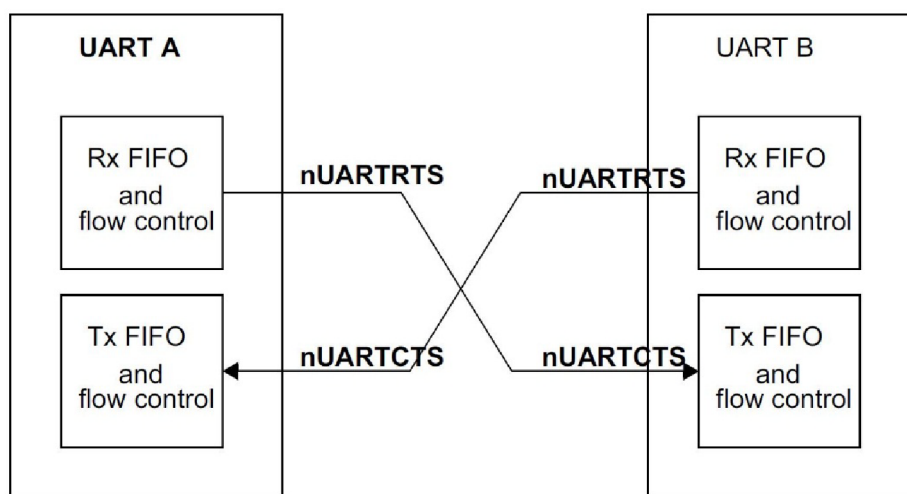 UART A
Rx FIFO
and
flow control
Tx FIFO
and
flow control
nUARTRTS
nUARTRTS
nUARTCTS
nUARTCTS
UART B
Rx FIFO
and
flow control
Tx FIFO
and
flow control